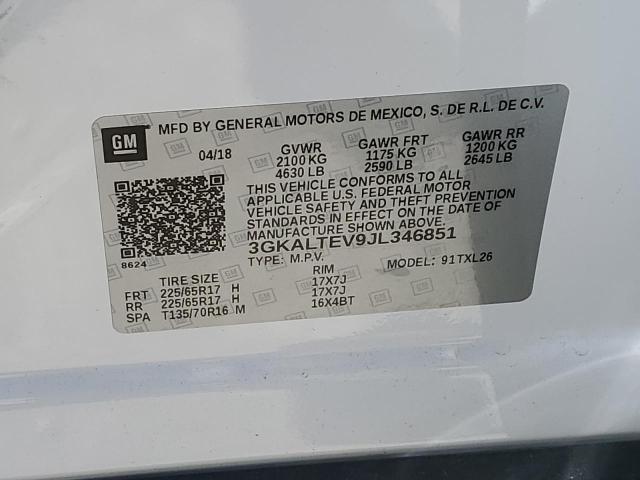 GM
MFD BY GENERAL MOTORS DE MEXICO, S. DE R.L. DE C.V.
04/18 GVWR GAWR FRT GAWR RR
2100 KG 1175 KG 1200 KG
4630 LB 2590 LB 2645 LB
THIS VEHICLE CONFORMS TO ALL
APPLICABLE U.S. FEDERAL MOTOR
VEHICLE SAFETY AND THEFT PREVENTION
STANDARDS IN EFFECT ON THE DATE OF
MANUFACTURE SHOWN ABOVE.
3GKALTEV9JL346851
8624
TYPE: M.P.V. MODEL: 91TXL26
TIRE SIZE RIM
FRT 225/65R17 H 17X7J
RR 225/65R17 H 17X7J
SPA T135/70R16 M 16X4BT